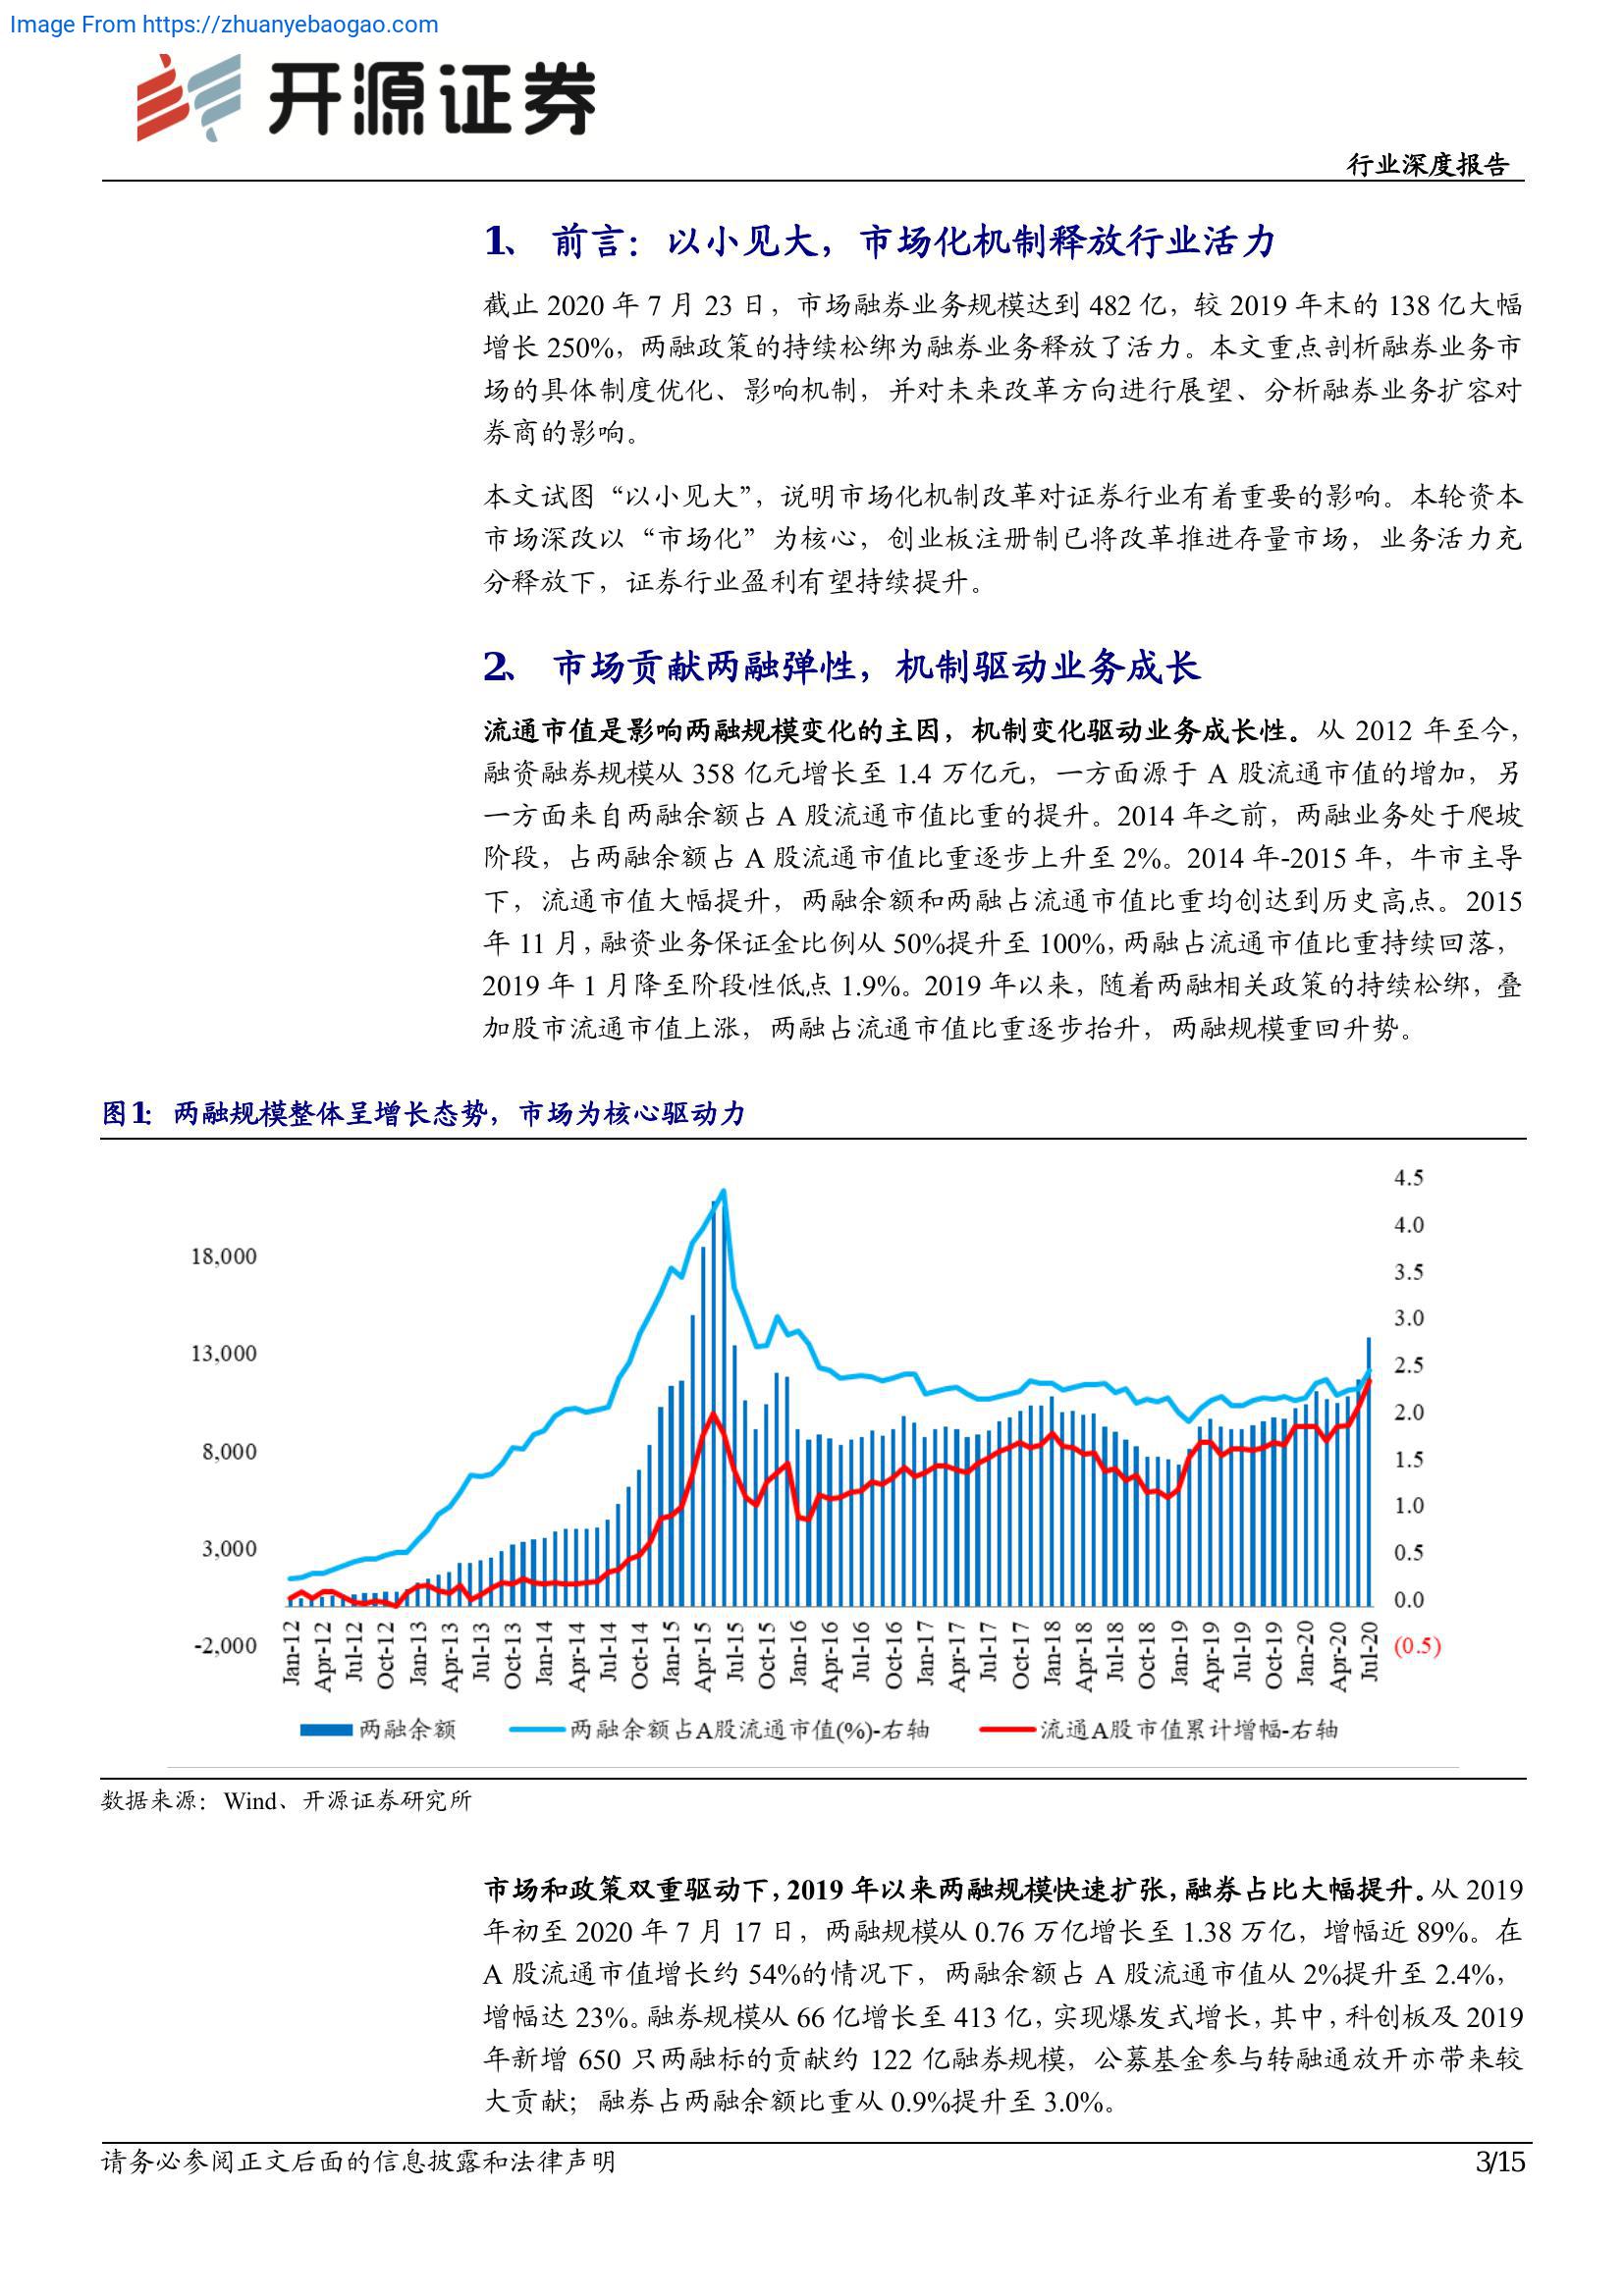 Image From https://zhuanyebaogao.com
开源证券
行业深度报告
1、 前言：以小见大，市场化机制释放行业活力
截止 2020 年 7 月 23 日，市场融券业务规模达到 482 亿，较 2019 年末的 138 亿大幅
增长 250%，两融政策的持续松绑为融券业务释放了活力。本文重点剖析融券业务市
场的具体制度优化、影响机制，并对未来改革方向进行展望、分析融券业务扩容对
券商的影响。
本文试图“以小见大”，说明市场化机制改革对证券行业有着重要的影响。本轮资本
市场深改以“市场化”为核心，创业板注册制已将改革推进存量市场，业务活力充
分释放下，证券行业盈利有望持续提升。
2、 市场贡献两融弹性，机制驱动业务成长
流通市值是影响两融规模变化的主因，机制变化驱动业务成长性。从 2012 年至今，
融资融券规模从 358 亿元增长至 1.4 万亿元，一方面源于 A 股流通市值的增加，另
一方面来自两融余额占 A 股流通市值比重的提升。2014 年之前，两融业务处于爬坡
阶段，占两融余额占 A 股流通市值比重逐步上升至 2%。2014 年-2015 年，牛市主导
下，流通市值大幅提升，两融余额和两融占流通市值比重均创达到历史高点。2015
年 11 月，融资业务保证金比例从 50%提升至 100%，两融占流通市值比重持续回落，
2019 年 1 月降至阶段性低点 1.9%。2019 年以来，随着两融相关政策的持续松绑，叠
加股市流通市值上涨，两融占流通市值比重逐步抬升，两融规模重回升势。
图1：两融规模整体呈增长态势，市场为核心驱动力
18,000
13,000
8,000
3,000
-2,000
4.5
4.0
3.5
3.0
2.5
2.0
1.5
1.0
0.5
0.0
(0.5)
Jan-12
Apr-12
Jul-12
Oct-12
Jan-13
Apr-13
Jul-13
Oct-13
Jan-14
Apr-14
Jul-14
Oct-14
Jan-15
Apr-15
Jul-15
Oct-15
Jan-16
Apr-16
Jul-16
Oct-16
Jan-17
Apr-17
Jul-17
Oct-17
Jan-18
Apr-18
Jul-18
Oct-18
Jan-19
Apr-19
Jul-19
Oct-19
Jan-20
Apr-20
Jul-20
两融余额
两融余额占A股流通市值(%)-右轴
流通A股市值累计增幅-右轴
数据来源：Wind、开源证券研究所
市场和政策双重驱动下，2019 年以来两融规模快速扩张，融券占比大幅提升。从 2019
年初至 2020 年 7 月 17 日，两融规模从 0.76 万亿增长至 1.38 万亿，增幅近 89%。在
A 股流通市值增长约 54%的情况下，两融余额占 A 股流通市值从 2%提升至 2.4%，
增幅达 23%。融券规模从 66 亿增长至 413 亿，实现爆发式增长，其中，科创板及 2019
年新增 650 只两融标的贡献约 122 亿融券规模，公募基金参与转融通放开亦带来较
大贡献；融券占两融余额比重从 0.9%提升至 3.0%。
请务必参阅正文后面的信息披露和法律声明
3/15